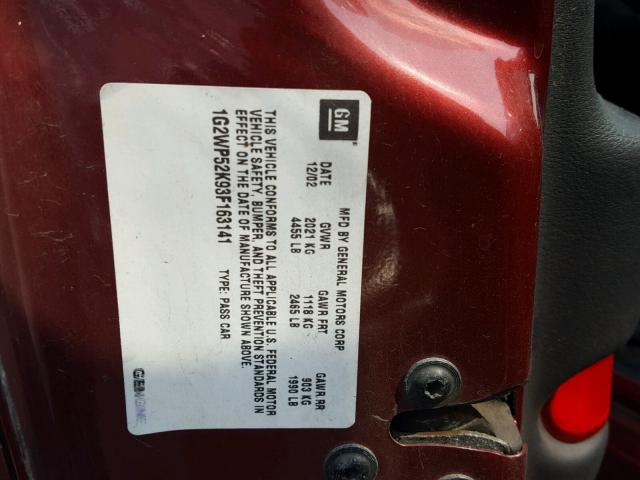 GM
MFD BY GENERAL MOTORS CORP
DATE GVWR GAWR FRT GAWR RR
12/02 2021 KG 1118 KG 903 KG
4455 LB 2465 LB 1990 LB
THIS VEHICLE CONFORMS TO ALL APPLICABLE U.S. FEDERAL MOTOR
VEHICLE SAFETY, BUMPER, AND THEFT PREVENTION STANDARDS IN
EFFECT ON THE DATE OF MANUFACTURE SHOWN ABOVE.
1G2WP52K93F163141 TYPE: PASS CAR